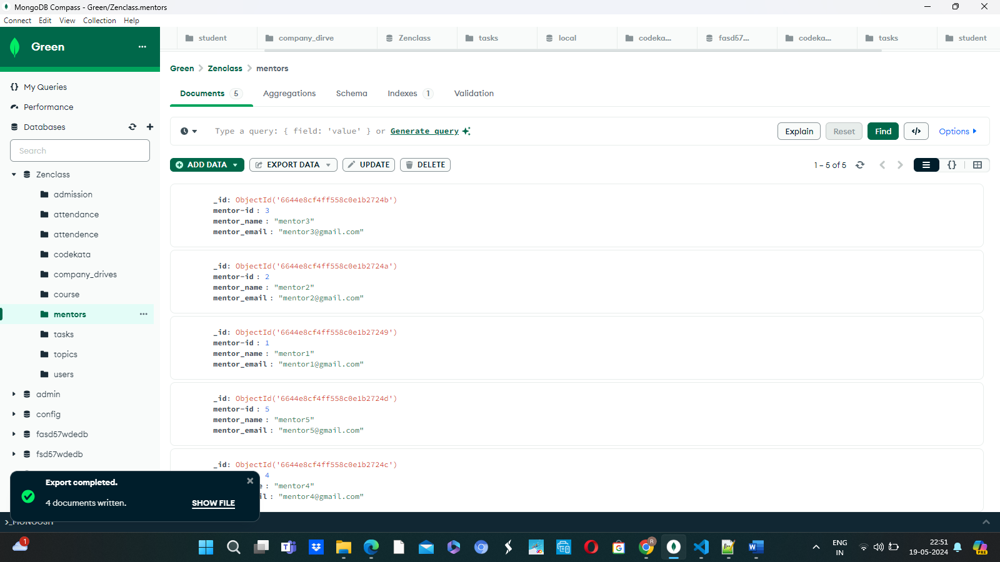 MongoDB Compass - Green/Zenclass.mentors
Connect Edit View Collection Help
Green
student
company_dirve
Zenclass
tasks
local
codeka...
fasd57...
codeka...
tasks
student
Green > Zenclass > mentors
Documents 5
Aggregations
Schema
Indexes 1
Validation
My Queries
Performance
Databases
Search
Zenclass
admission
attendance
attendence
codekata
company_drives
course
mentors
tasks
topics
users
admin
config
fasd57wdedb
fsd57wdedb
Type a query: { field: 'value' } or Generate query
Explain
Reset
Find
</>
Options
ADD DATA
EXPORT DATA
UPDATE
DELETE
1 – 5 of 5
{}
_id: ObjectId('6644e8cf4ff558c0e1b2724b')
mentor-id : 3
mentor_name : "mentor3"
mentor_email : "mentor3@gmail.com"
_id: ObjectId('6644e8cf4ff558c0e1b2724a')
mentor-id : 2
mentor_name : "mentor2"
mentor_email : "mentor2@gmail.com"
_id: ObjectId('6644e8cf4ff558c0e1b27249')
mentor-id : 1
mentor_name : "mentor1"
mentor_email : "mentor1@gmail.com"
_id: ObjectId('6644e8cf4ff558c0e1b2724d')
mentor-id : 5
mentor_name : "mentor5"
mentor_email : "mentor5@gmail.com"
_id: ObjectId('6644e8cf4ff558c0e1b2724c')
4
e : "mentor4"
il : "mentor4@gmail.com"
Export completed.
4 documents written.
SHOW FILE
>_MONGOSH
1
R
ENG
IN
22:51
19-05-2024
PRE